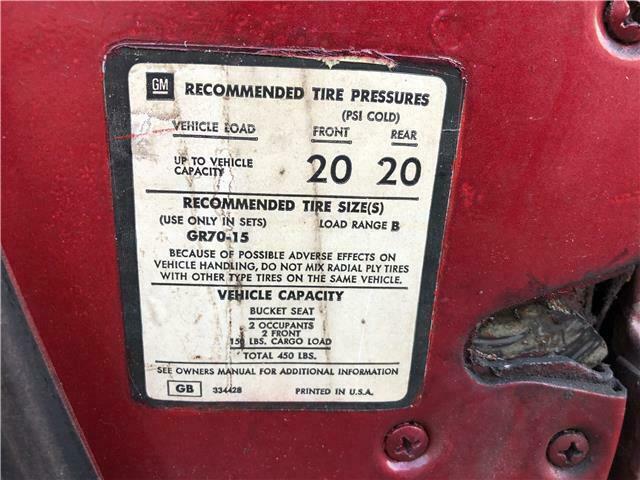 GM RECOMMENDED TIRE PRESSURES
(PSI COLD)
VEHICLE LOAD FRONT REAR
UP TO VEHICLE
CAPACITY 20 20
RECOMMENDED TIRE SIZE(S)
(USE ONLY IN SETS) LOAD RANGE B
GR70-15
BECAUSE OF POSSIBLE ADVERSE EFFECTS ON
VEHICLE HANDLING, DO NOT MIX RADIAL PLY TIRES
WITH OTHER TYPE TIRES ON THE SAME VEHICLE.
VEHICLE CAPACITY
BUCKET SEAT
2 OCCUPANTS
2 FRONT
150 LBS. CARGO LOAD
TOTAL 450 LBS.
SEE OWNERS MANUAL FOR ADDITIONAL INFORMATION
GB 334428 PRINTED IN U.S.A.